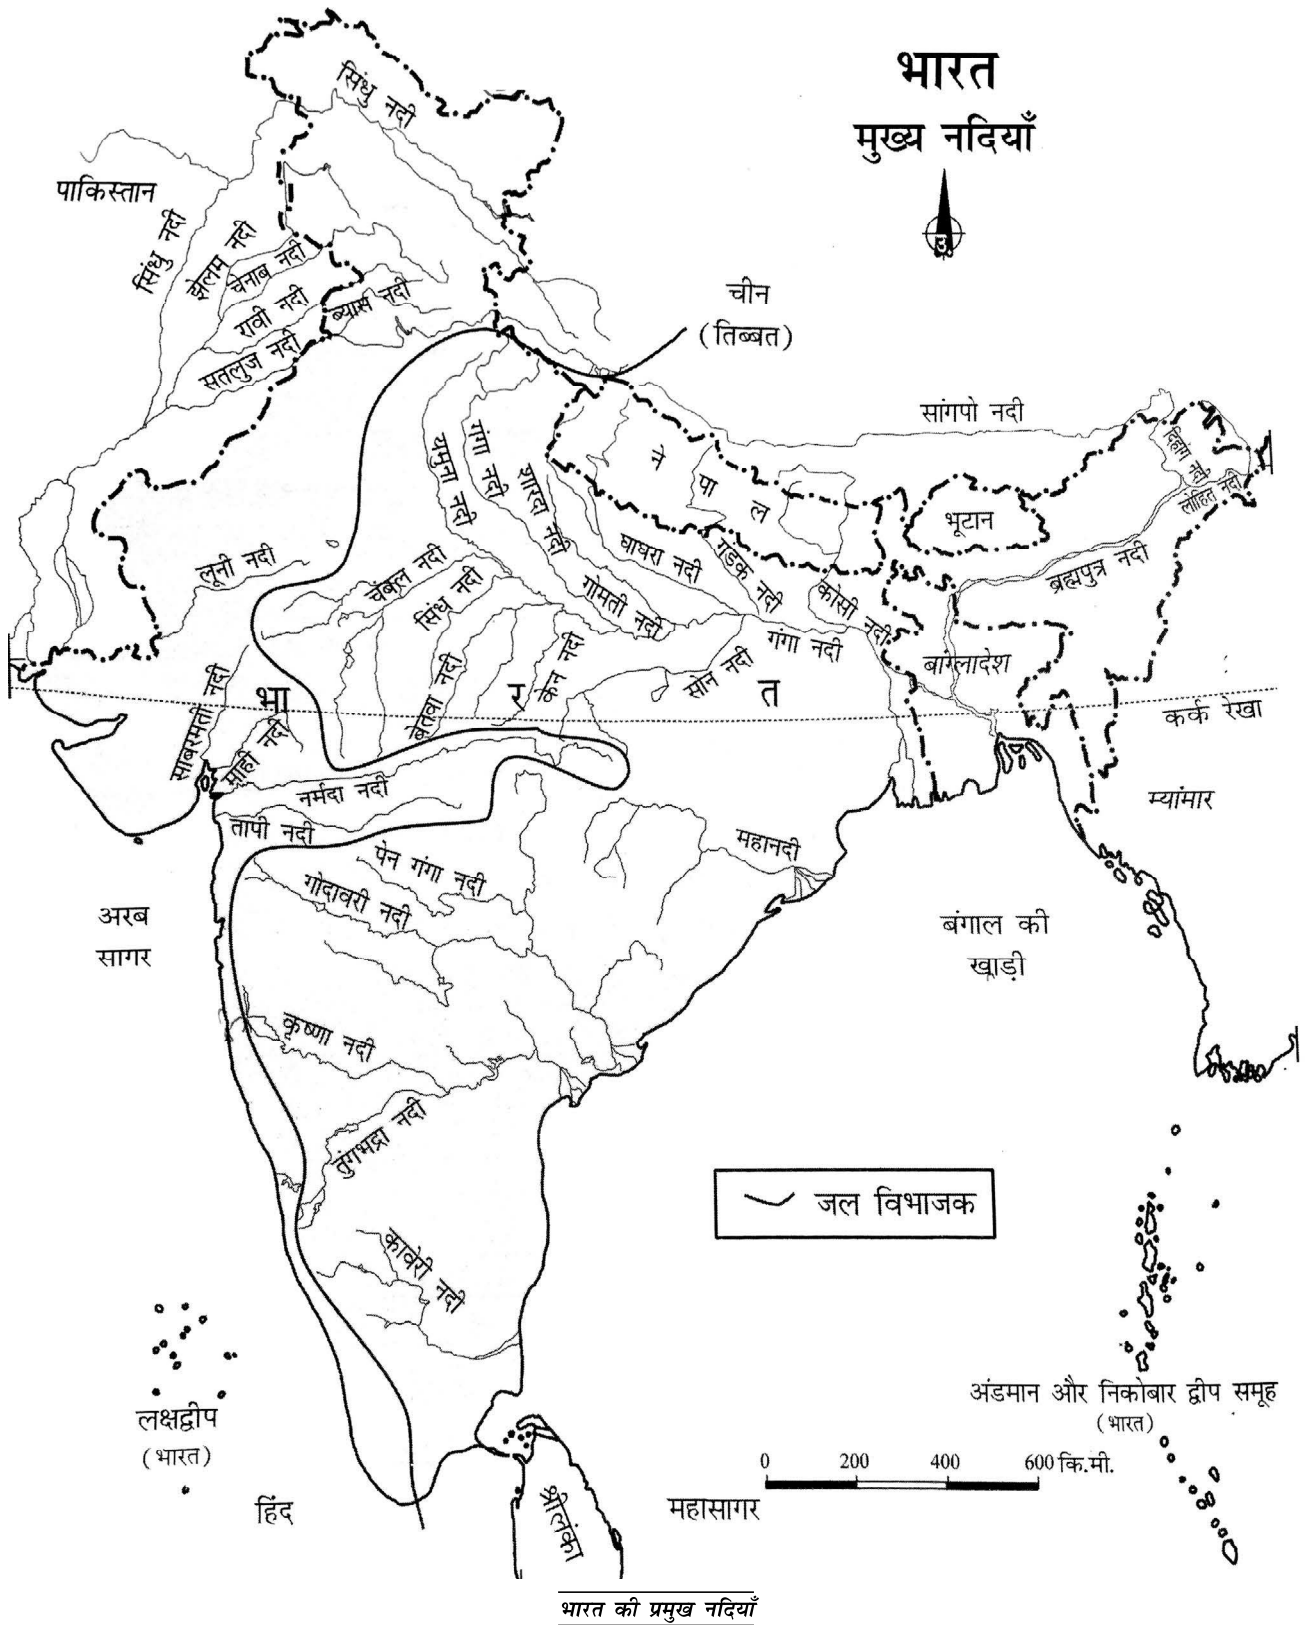 भारत
मुख्य नदियाँ
सिंधु नदी
पाकिस्तान
सिंधु नदी
झेलम नदी
चेनाब नदी
रावी नदी
ब्यास नदी
सतलुज नदी
चीन
(तिब्बत)
सांगपो नदी
दिहांग नदी
लोहित नदी
यमुना नदी
गंगा नदी
शारदा नदी
नेपाल
भूटान
ब्रह्मपुत्र नदी
लूनी नदी
चंबल नदी
सिंध नदी
घाघरा नदी
गंडक नदी
गोमती नदी
कोसी नदी
गंगा नदी
बांग्लादेश
बेतवा नदी
केन नदी
सोन नदी
साबरमती नदी
माही नदी
भारत
कर्क रेखा
म्यांमार
नर्मदा नदी
तापी नदी
पेन गंगा नदी
महानदी
गोदावरी नदी
अरब
सागर
बंगाल की
खाड़ी
कृष्णा नदी
तुंगभद्रा नदी
जल विभाजक
कावेरी नदी
लक्षद्वीप
(भारत)
अंडमान और निकोबार द्वीप समूह
(भारत)
0 200 400 600 कि.मी.
हिंद
महासागर
श्रीलंका
भारत की प्रमुख नदियाँ